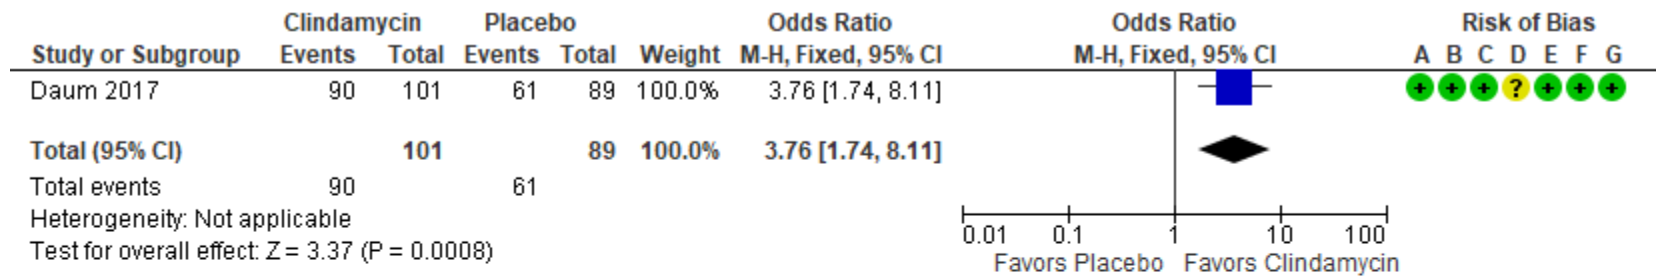 Clindamycin Placebo Odds Ratio Odds Ratio Risk of Bias
Study or Subgroup Events Total Events Total Weight M-H, Fixed, 95% CI M-H, Fixed, 95% CI A B C D E F G
Daum 2017 90 101 61 89 100.0% 3.76 [1.74, 8.11] + + + ? + + +
Total (95% CI) 101 89 100.0% 3.76 [1.74, 8.11]
Total events 90 61
Heterogeneity: Not applicable
Test for overall effect: Z = 3.37 (P = 0.0008)
0.01 0.1 1 10 100
Favors Placebo Favors Clindamycin